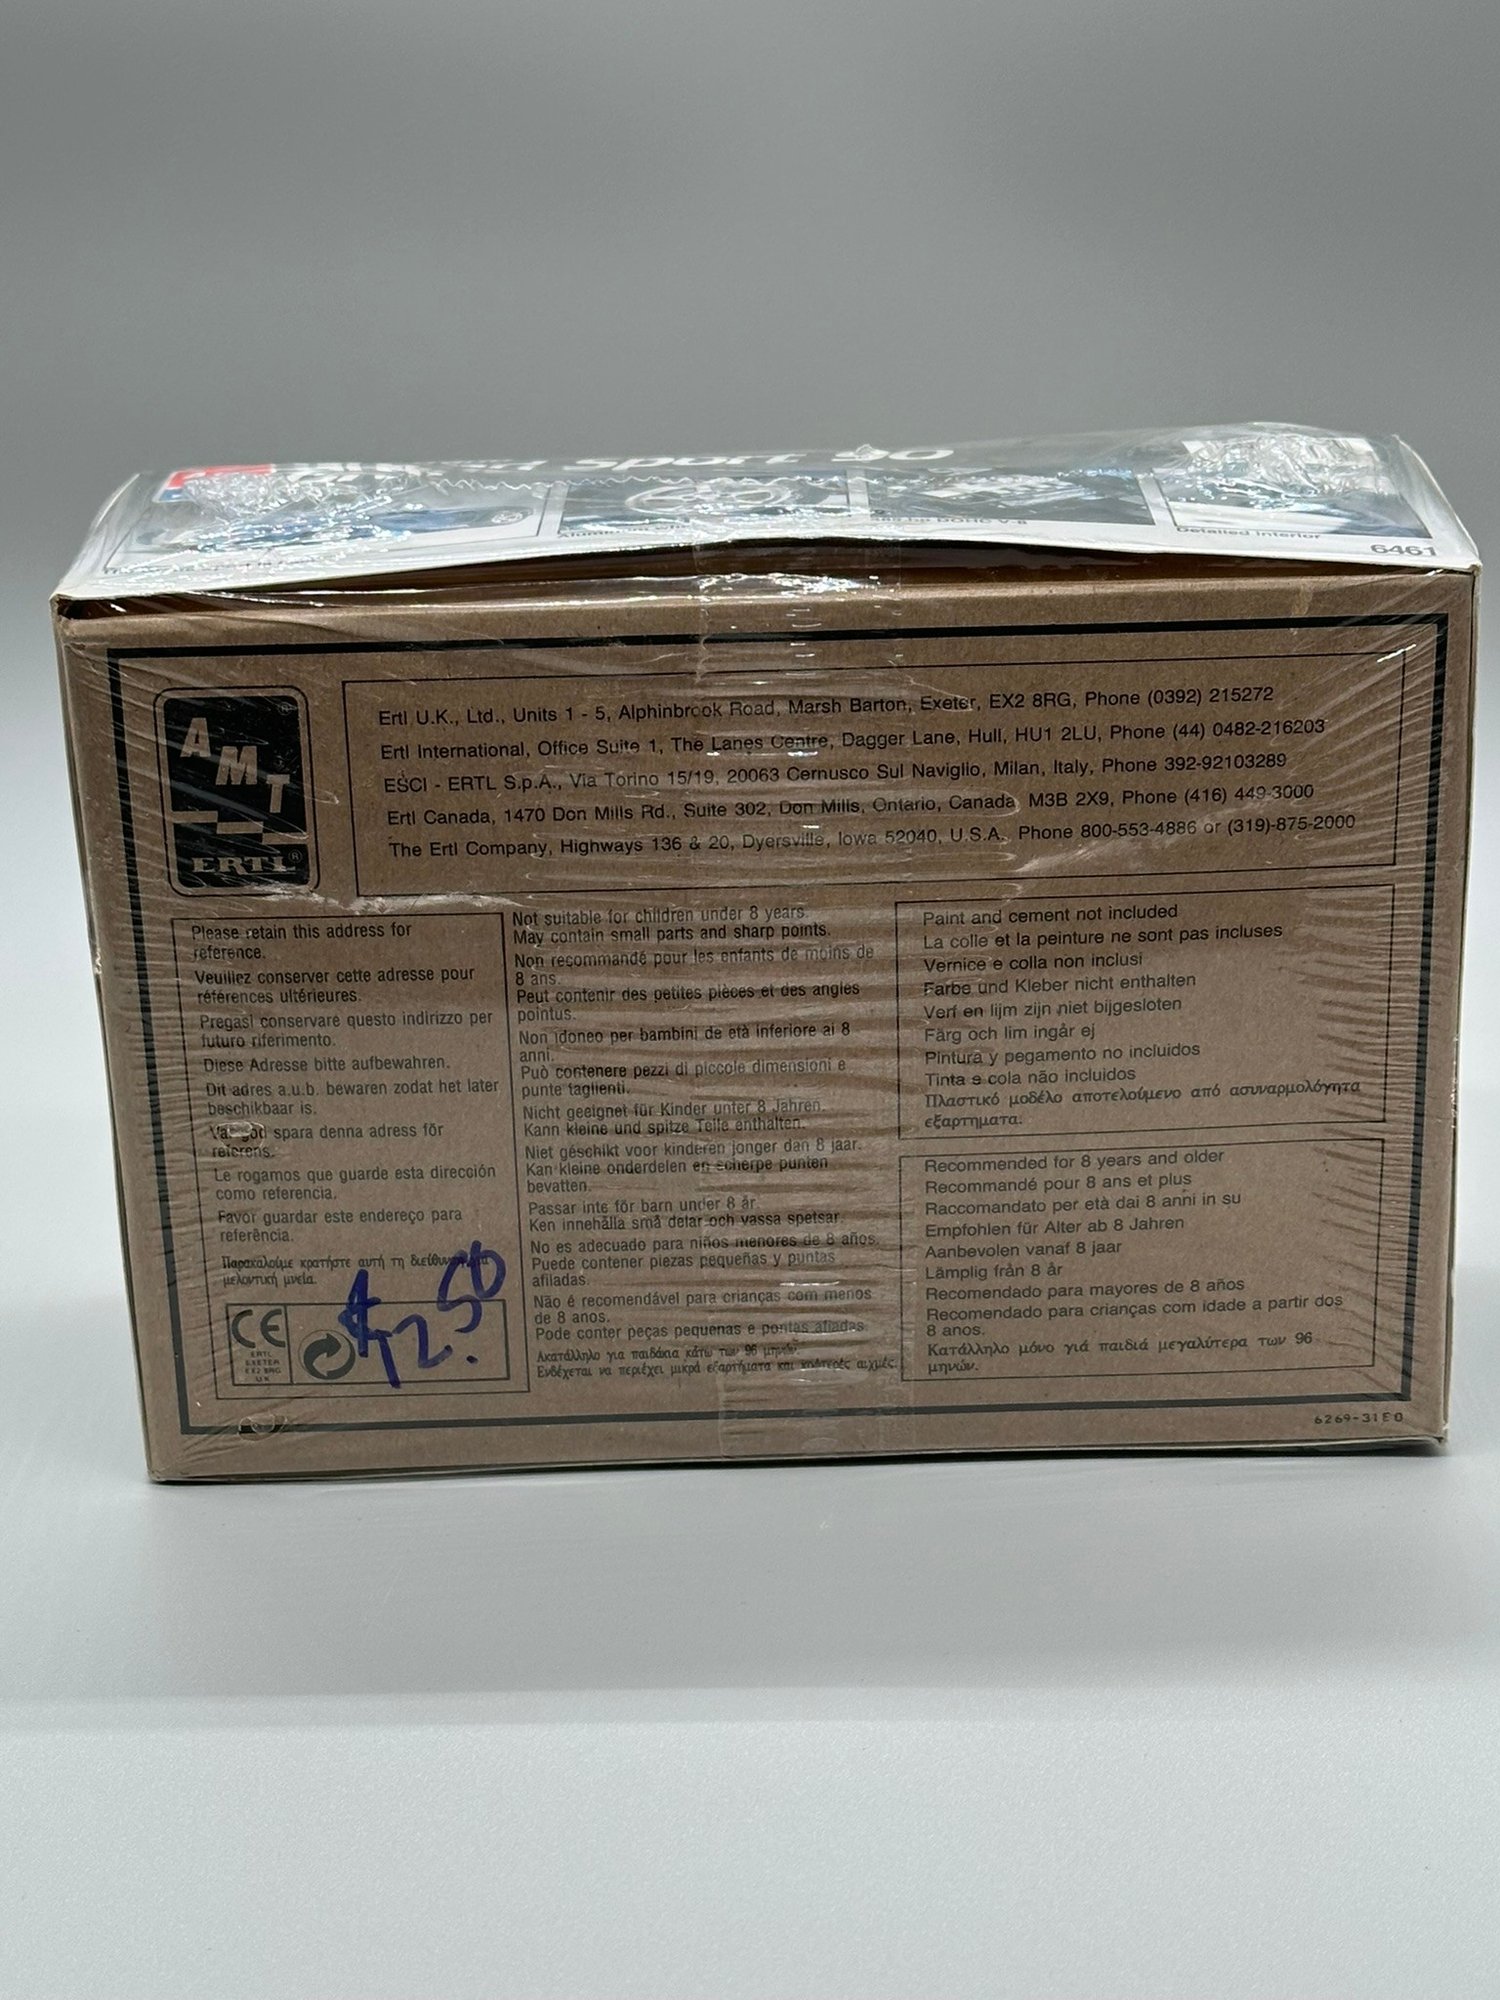 Sport 90
DOHC V-8
Detailed Interior
6461
AMT
ERTL®
Ertl U.K., Ltd., Units 1 - 5, Alphinbrook Road, Marsh Barton, Exeter, EX2 8RG, Phone (0392) 215272
Ertl International, Office Suite 1, The Lanes Centre, Dagger Lane, Hull, HU1 2LU, Phone (44) 0482-216203
ESCI - ERTL S.p.A., Via Torino 15/19, 20063 Cernusco Sul Naviglio, Milan, Italy, Phone 392-92103289
Ertl Canada, 1470 Don Mills Rd., Suite 302, Don Mills, Ontario, Canada M3B 2X9, Phone (416) 449-3000
The Ertl Company, Highways 136 & 20, Dyersville, Iowa 52040, U.S.A. Phone 800-553-4886 or (319)-875-2000
Please retain this address for
reference.
Veuillez conserver cette adresse pour
références ultérieures.
Pregasi conservare questo indirizzo per
futuro riferimento.
Diese Adresse bitte aufbewahren.
Dit adres a.u.b. bewaren zodat het later
beschikbaar is.
spara denna adress för
referens.
Le rogamos que guarde esta dirección
como referencia.
Favor guardar este endereço para
referência.
Παρακαλούμε κρατήστε αυτή τη
μελοντική μνεία.
CE
ERTL
EXETER
EX2 8RG
U.K.
12.50
Not suitable for children under 8 years.
May contain small parts and sharp points.
Non recommandé pour les enfants de moins de
8 ans.
Peut contenir des petites pièces et des angles
pointus.
Non idoneo per bambini de età inferiore ai 8
anni.
Può contenere pezzi di piccole dimensioni e
punte taglienti.
Nicht geeignet für Kinder unter 8 Jahren.
Kann kleine und spitze Teile enthalten.
Niet géschikt voor kinderen jonger dan 8 jaar.
Kan kleine onderdelen en scherpe punten
bevatten.
Passar inte för barn under 8 år.
Ken innehålla små delar och vassa spetsar.
No es adecuado para niños menores de 8 años.
Puede contener piezas pequeñas y puntas
afiladas.
Não é recomendável para crianças com menos
de 8 anos.
Pode conter peças pequenas e pontas afiadas.
Ακατάλληλο για παιδάκια κάτω των 96 μηνών.
Ενδέχεται να περιέχει μικρά εξαρτήματα και αιχμές.
Paint and cement not included
La colle et la peinture ne sont pas incluses
Vernice e colla non inclusi
Farbe und Kleber nicht enthalten
Verf en lijm zijn niet bijgesloten
Färg och lim ingår ej
Pintura y pegamento no incluidos
Tinta e cola não incluidos
Πλαστικό μοδέλο αποτελούμενο από ασυναρμολόγητα
εξαρτηματα.
Recommended for 8 years and older
Recommandé pour 8 ans et plus
Raccomandato per età dai 8 anni in su
Empfohlen für Alter ab 8 Jahren
Aanbevolen vanaf 8 jaar
Lämplig från 8 år
Recomendado para mayores de 8 años
Recomendado para crianças com idade a partir dos
8 anos.
Κατάλληλο μόνο γιά παιδιά μεγαλύτερα των 96
μηνών.
6269-31EO